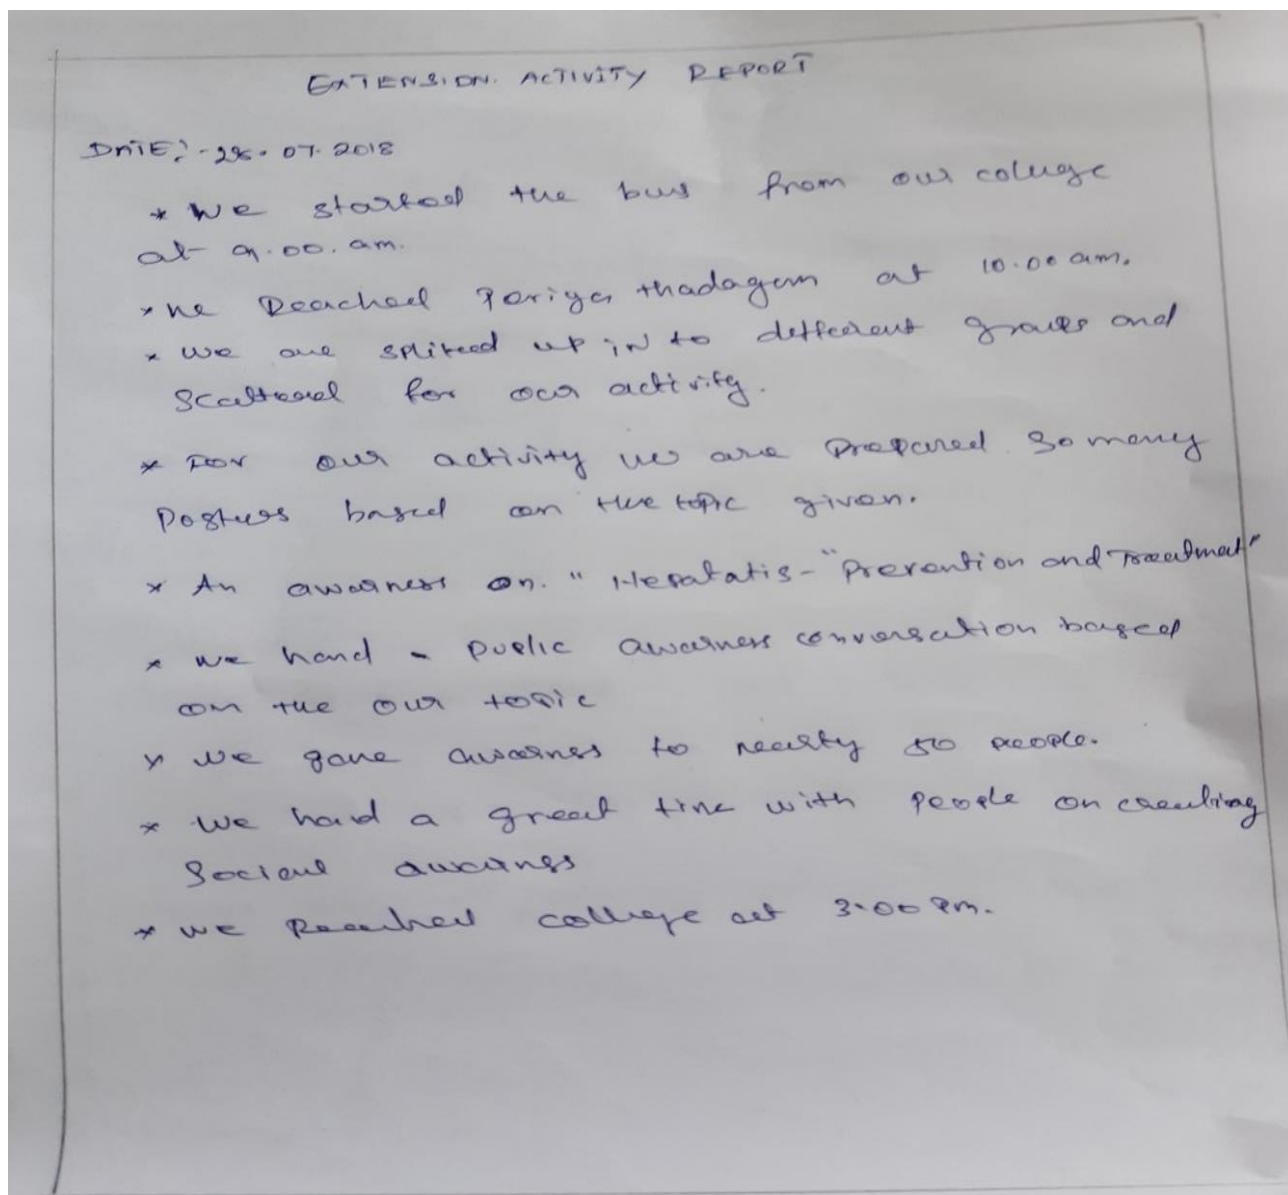 EXTENSION ACTIVITY REPORT
DATE:- 28.07.2018
* We started the bus from our college
at 9.00.am.
* We Reached Periya thadagam at 10.00 am.
* We are splited up in to different groups and
Scattered for our activity.
* For our activity we are Prepared So many
Posters based on the topic given.
* An awarness on. "Hepatatis-"Prevention and Treatment"
* We hand - public awarness conversation based
on the our topic
* We gave awarness to nearly 50 people.
* We had a great time with people on creating
Social awarness
* We Reached college at 3.00 Pm.